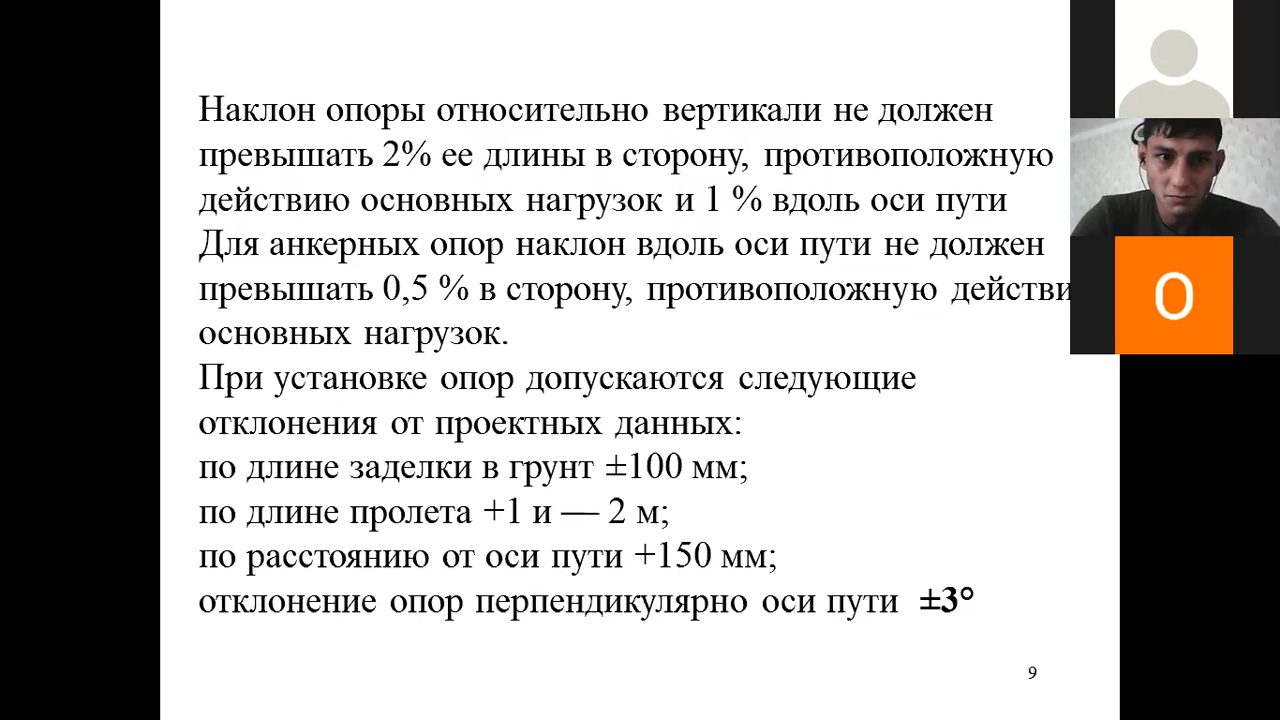 Наклон опоры относительно вертикали не должен
превышать 2% ее длины в сторону, противоположную
действию основных нагрузок и 1 % вдоль оси пути
Для анкерных опор наклон вдоль оси пути не должен
превышать 0,5 % в сторону, противоположную действи
основных нагрузок.
При установке опор допускаются следующие
отклонения от проектных данных:
по длине заделки в грунт ±100 мм;
по длине пролета +1 и — 2 м;
по расстоянию от оси пути +150 мм;
отклонение опор перпендикулярно оси пути ±3°
9
О